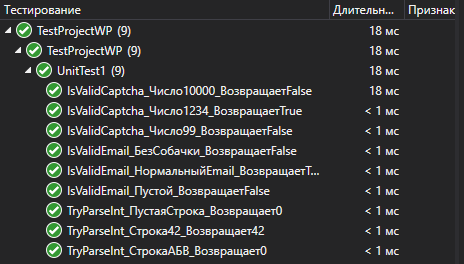 Тестирование Длительн... Признак
TestProjectWP (9) 18 мс
TestProjectWP (9) 18 мс
UnitTest1 (9) 18 мс
IsValidCaptcha_Число10000_ВозвращаетFalse 18 мс
IsValidCaptcha_Число1234_ВозвращаетTrue < 1 мс
IsValidCaptcha_Число99_ВозвращаетFalse < 1 мс
IsValidEmail_БезСобачки_ВозвращаетFalse < 1 мс
IsValidEmail_НормальныйEmail_ВозвращаетT... < 1 мс
IsValidEmail_Пустой_ВозвращаетFalse < 1 мс
TryParseInt_ПустаяСтрока_Возвращает0 < 1 мс
TryParseInt_Строка42_Возвращает42 < 1 мс
TryParseInt_СтрокаАБВ_Возвращает0 < 1 мс